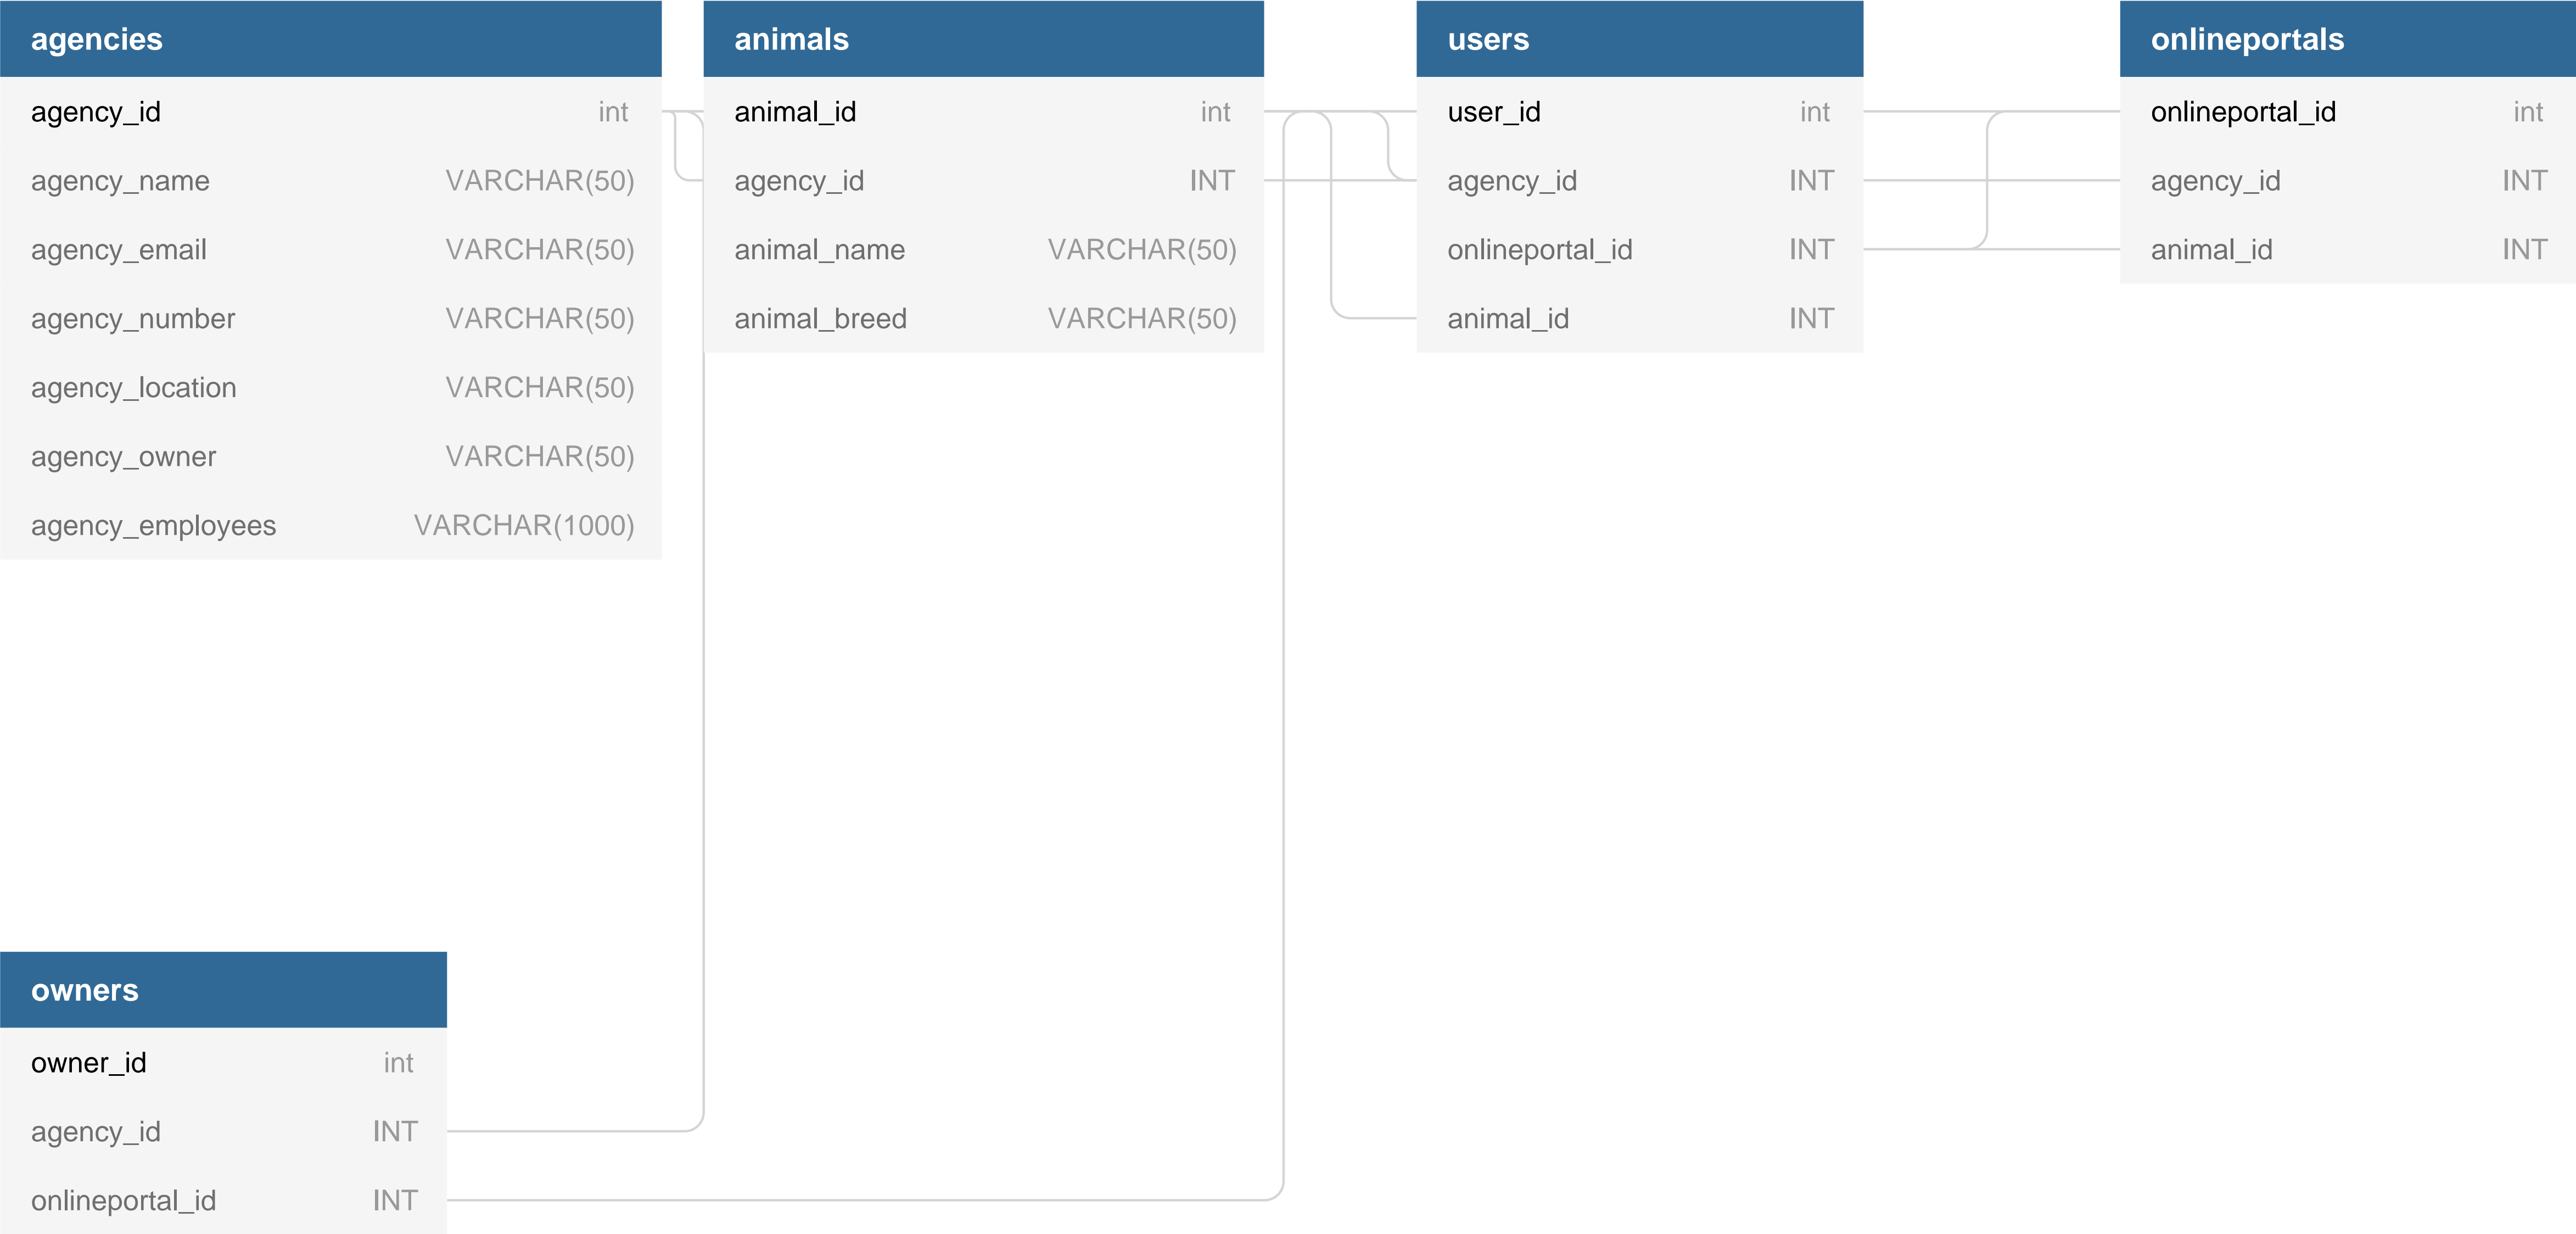 agencies
agency_id int
agency_name VARCHAR(50)
agency_email VARCHAR(50)
agency_number VARCHAR(50)
agency_location VARCHAR(50)
agency_owner VARCHAR(50)
agency_employees VARCHAR(1000)
animals
animal_id int
agency_id INT
animal_name VARCHAR(50)
animal_breed VARCHAR(50)
users
user_id int
agency_id INT
onlineportal_id INT
animal_id INT
onlineportals
onlineportal_id int
agency_id INT
animal_id INT
owners
owner_id int
agency_id INT
onlineportal_id INT